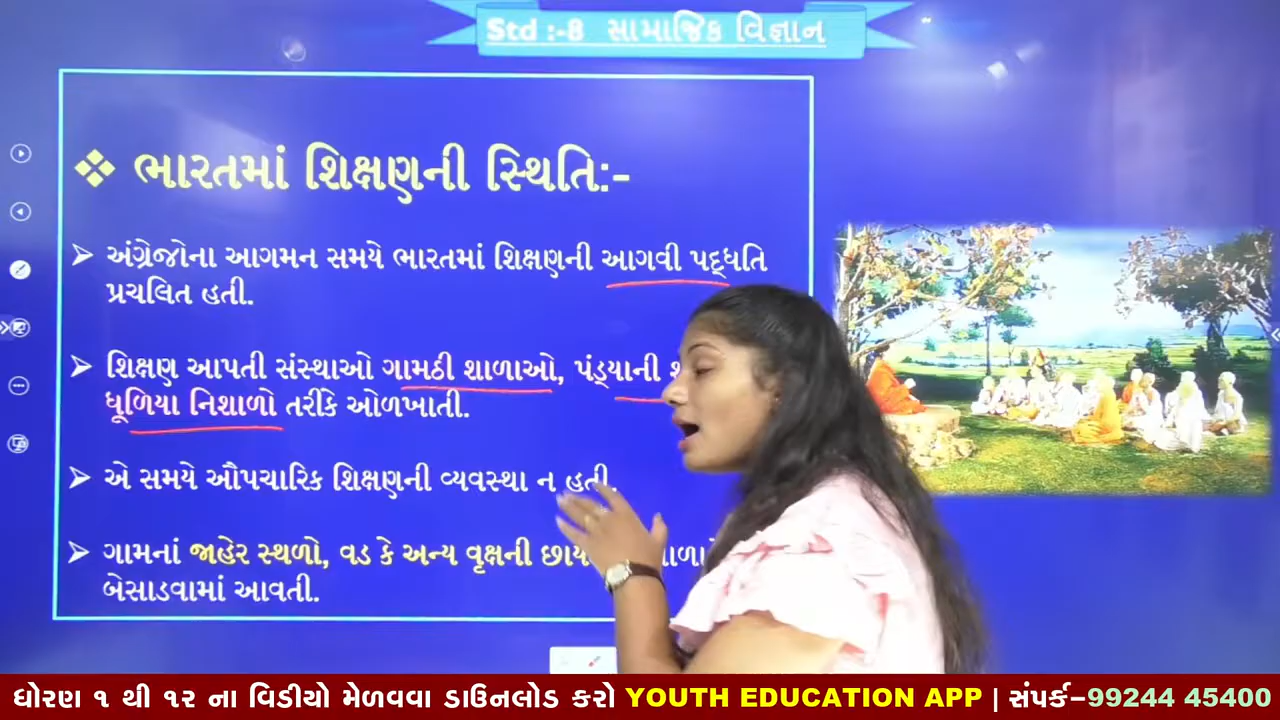 Std :-8 સામાજિક વિજ્ઞાન
❖ ભારતમાં શિક્ષણની સ્થિતિ:-
➢ અંગ્રેજોના આગમન સમયે ભારતમાં શિક્ષણની આગવી પદ્ધતિ
પ્રચલિત હતી.
➢ શિક્ષણ આપતી સંસ્થાઓ ગામઠી શાળાઓ, પંડ્યાની
ધૂળિયા નિશાળો તરીકે ઓળખાતી.
➢ એ સમયે ઔપચારિક શિક્ષણની વ્યવસ્થા ન હતી.
➢ ગામનાં જાહેર સ્થળો, વડ કે અન્ય વૃક્ષની
બેસાડવામાં આવતી.
ધોરણ ૧ થી ૧૨ ના વિડીયો મેળવવા ડાઉનલોડ કરો YOUTH EDUCATION APP | સંપર્ક-99244 45400